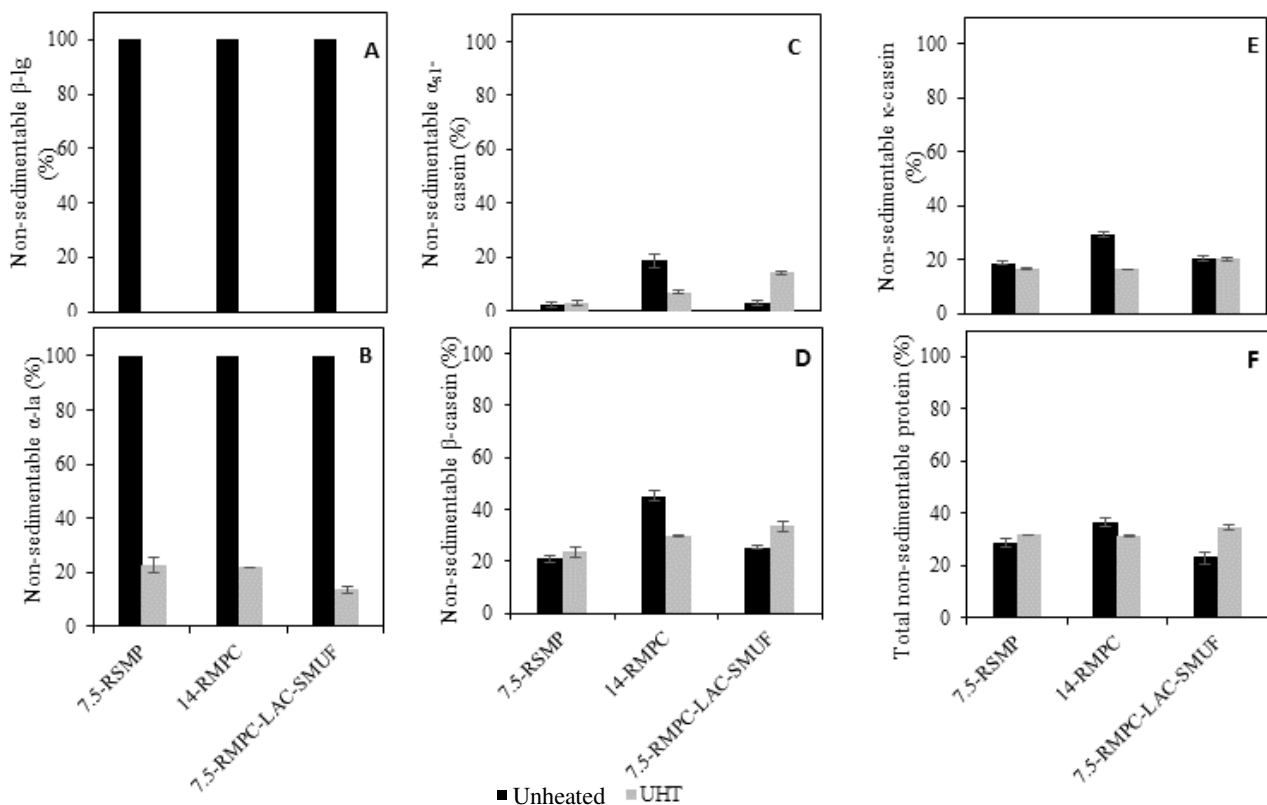 Non-sedimentable β-lg
(%)
100
80
60
40
20
0
A
Non-sedimentable α-la (%)
100
80
60
40
20
0
B
7.5-RSMP
14-RMPC
7.5-RMPC-LAC-SMUF
Non-sedimentable αs1-
casein (%)
100
80
60
40
20
0
C
Non-sedimentable β-casein (%)
100
80
60
40
20
0
D
7.5-RSMP
14-RMPC
7.5-RMPC-LAC-SMUF
Non-sedimentable κ-casein
(%)
100
80
60
40
20
0
E
Total non-sedimentable protein (%)
100
80
60
40
20
0
F
7.5-RSMP
14-RMPC
7.5-RMPC-LAC-SMUF
Unheated UHT